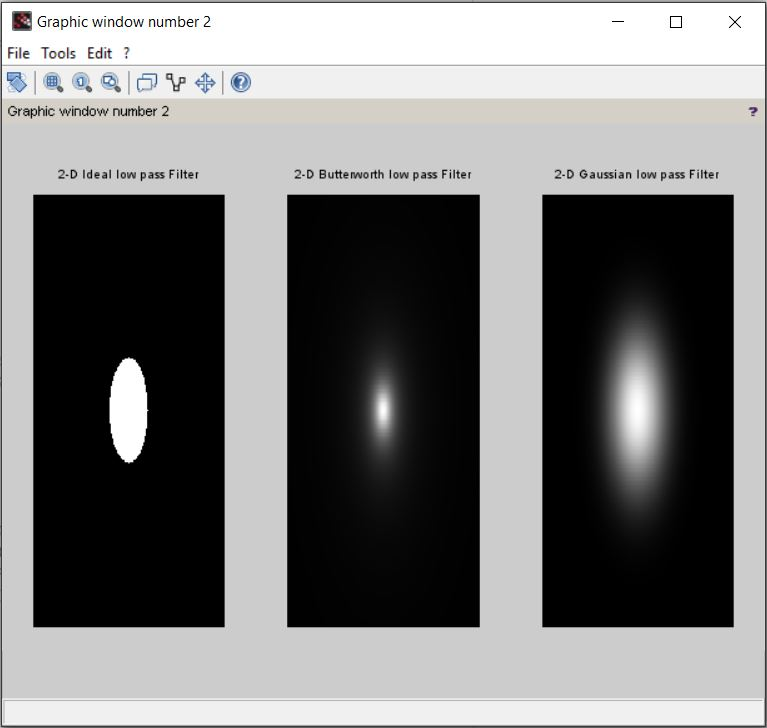 Graphic window number 2
File Tools Edit ?
Graphic window number 2 ?
2-D Ideal low pass Filter
2-D Butterworth low pass Filter
2-D Gaussian low pass Filter